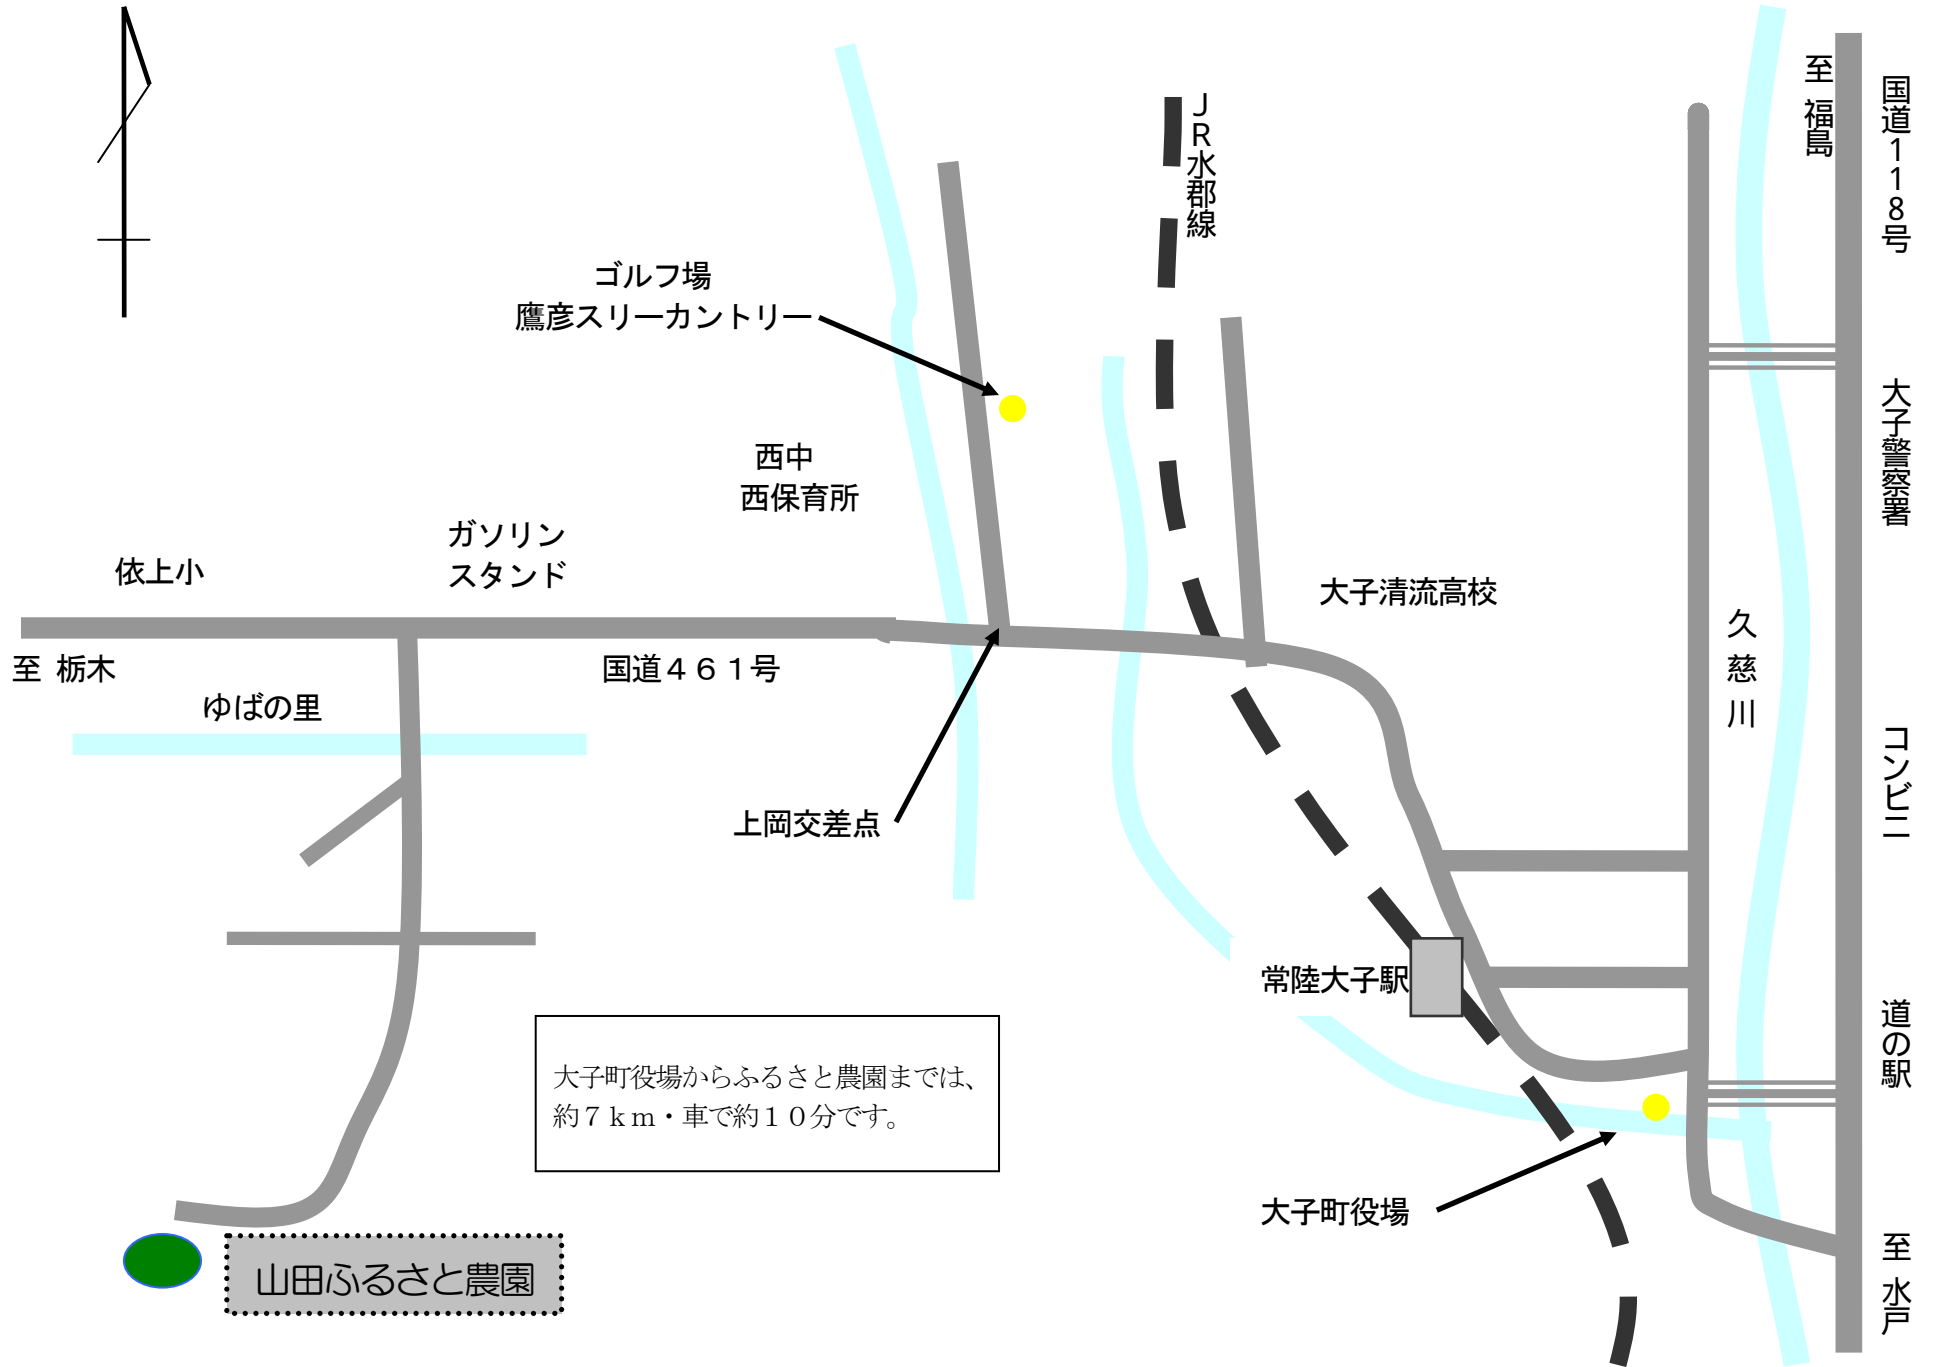 至 福島
国道１１８号
ＪＲ水郡線
ゴルフ場
鷹彦スリーカントリー
大子警察署
西中
西保育所
ガソリン
スタンド
依上小
大子清流高校
久慈川
至 栃木
国道４６１号
ゆばの里
コンビニ
上岡交差点
常陸大子駅
道の駅
大子町役場からふるさと農園までは、
約７ｋｍ・車で約１０分です。
大子町役場
至 水戸
山田ふるさと農園